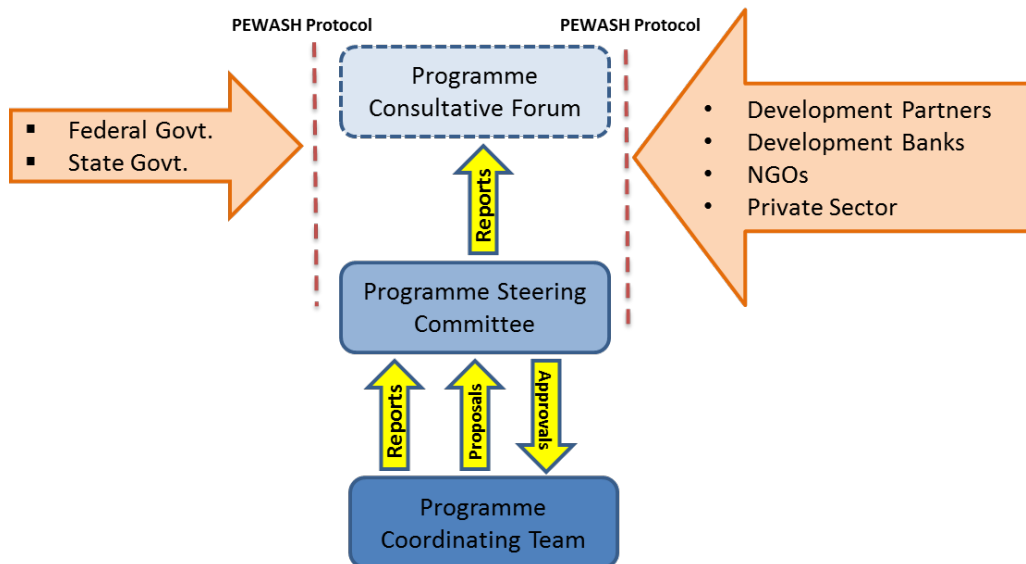 PEWASH Protocol
PEWASH Protocol
Programme
Consultative Forum
▪ Federal Govt.
▪ State Govt.
• Development Partners
• Development Banks
• NGOs
• Private Sector
Reports
Programme Steering
Committee
Reports
Proposals
Approvals
Programme
Coordinating Team